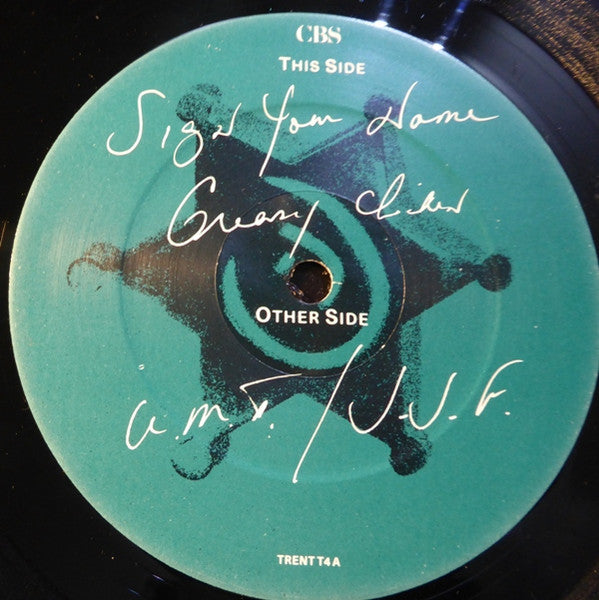 CBS
THIS SIDE
Sign Your Name
Greasy Chicken
OTHER SIDE
A.M.T. / J.J.F.
TRENT T4 A